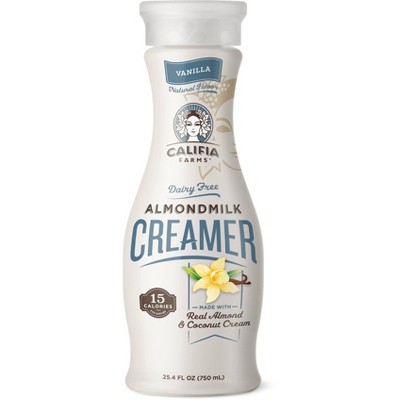 VANILLA
Natural Flavor
CALIFIA
FARMS
Dairy Free
ALMONDMILK
CREAMER
15
CALORIES
MADE WITH
Real Almond
& Coconut Cream
25.4 FL OZ (750 mL)